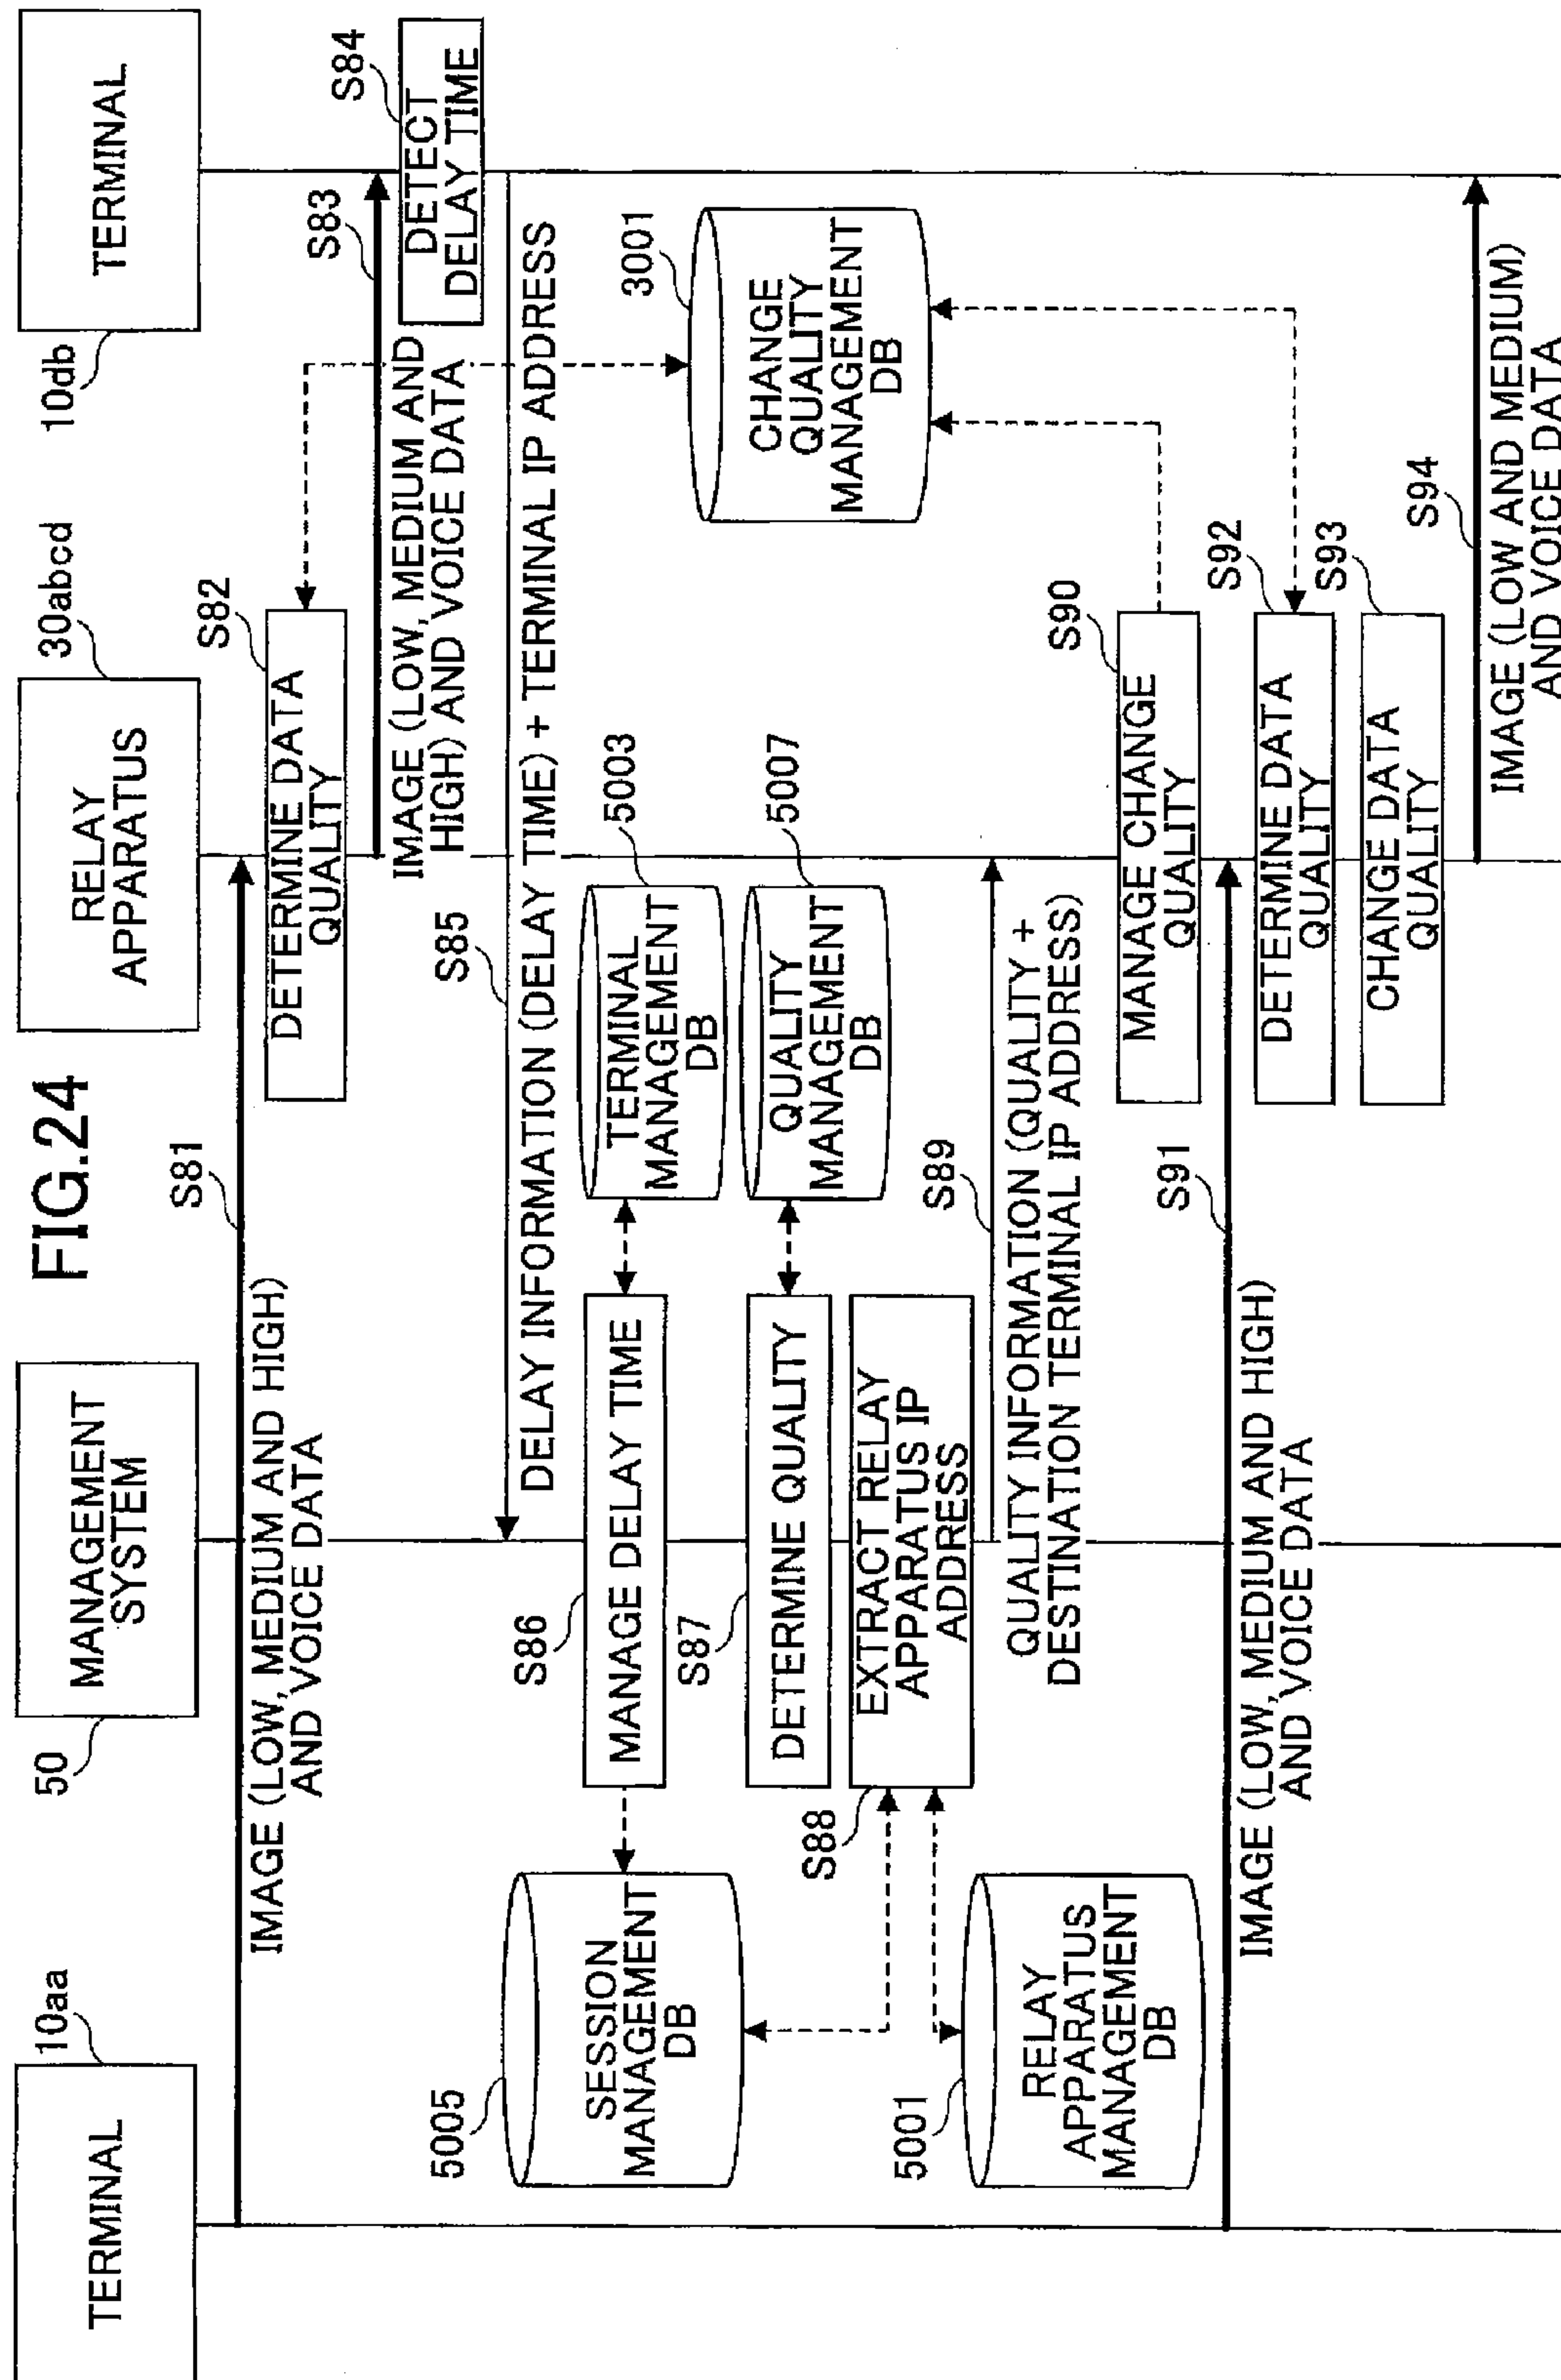 FIG.24
TERMINAL
10aa
MANAGEMENT
SYSTEM
50
RELAY
APPARATUS
30abcd
TERMINAL
10db
S81
IMAGE (LOW, MEDIUM AND HIGH)
AND VOICE DATA
S82
DETERMINE DATA
QUALITY
S83
IMAGE (LOW, MEDIUM AND
HIGH) AND VOICE DATA
S84
DETECT
DELAY TIME
S85
DELAY INFORMATION (DELAY TIME) + TERMINAL IP ADDRESS
5005
SESSION
MANAGEMENT
DB
S86
MANAGE DELAY TIME
5003
TERMINAL
MANAGEMENT
DB
3001
CHANGE
QUALITY
MANAGEMENT
DB
S87
DETERMINE QUALITY
5007
QUALITY
MANAGEMENT
DB
S88
EXTRACT RELAY
APPARATUS IP
ADDRESS
5001
RELAY
APPARATUS
MANAGEMENT
DB
S89
QUALITY INFORMATION (QUALITY +
DESTINATION TERMINAL IP ADDRESS)
S90
MANAGE CHANGE
QUALITY
S91
IMAGE (LOW, MEDIUM AND HIGH)
AND VOICE DATA
S92
DETERMINE DATA
QUALITY
S93
CHANGE DATA
QUALITY
S94
IMAGE (LOW AND MEDIUM)
AND VOICE DATA